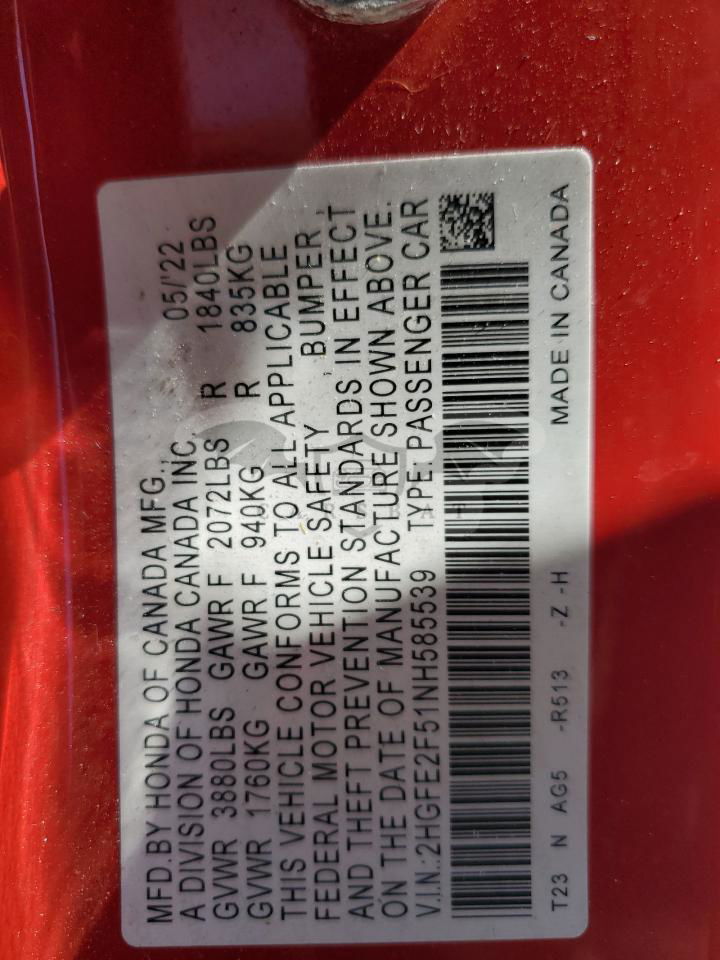 MFD.BY HONDA OF CANADA MFG.,
A DIVISION OF HONDA CANADA INC. 05/'22
GVWR 3880LBS GAWR F 2072LBS R 1840LBS
GVWR 1760KG GAWR F 940KG R 835KG
THIS VEHICLE CONFORMS TO ALL APPLICABLE
FEDERAL MOTOR VEHICLE SAFETY, BUMPER,
AND THEFT PREVENTION STANDARDS IN EFFECT
ON THE DATE OF MANUFACTURE SHOWN ABOVE.
V.I.N.:2HGFE2F51NH585539 TYPE: PASSENGER CAR
T23 N AG5 -R513 -Z -H MADE IN CANADA